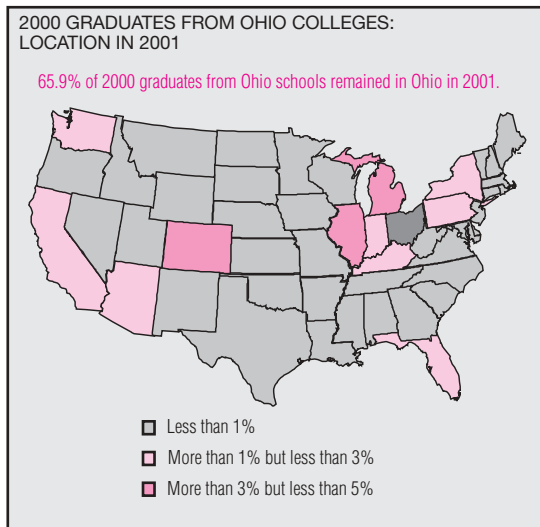 2000 GRADUATES FROM OHIO COLLEGES:
LOCATION IN 2001
65.9% of 2000 graduates from Ohio schools remained in Ohio in 2001.
Less than 1%
More than 1% but less than 3%
More than 3% but less than 5%